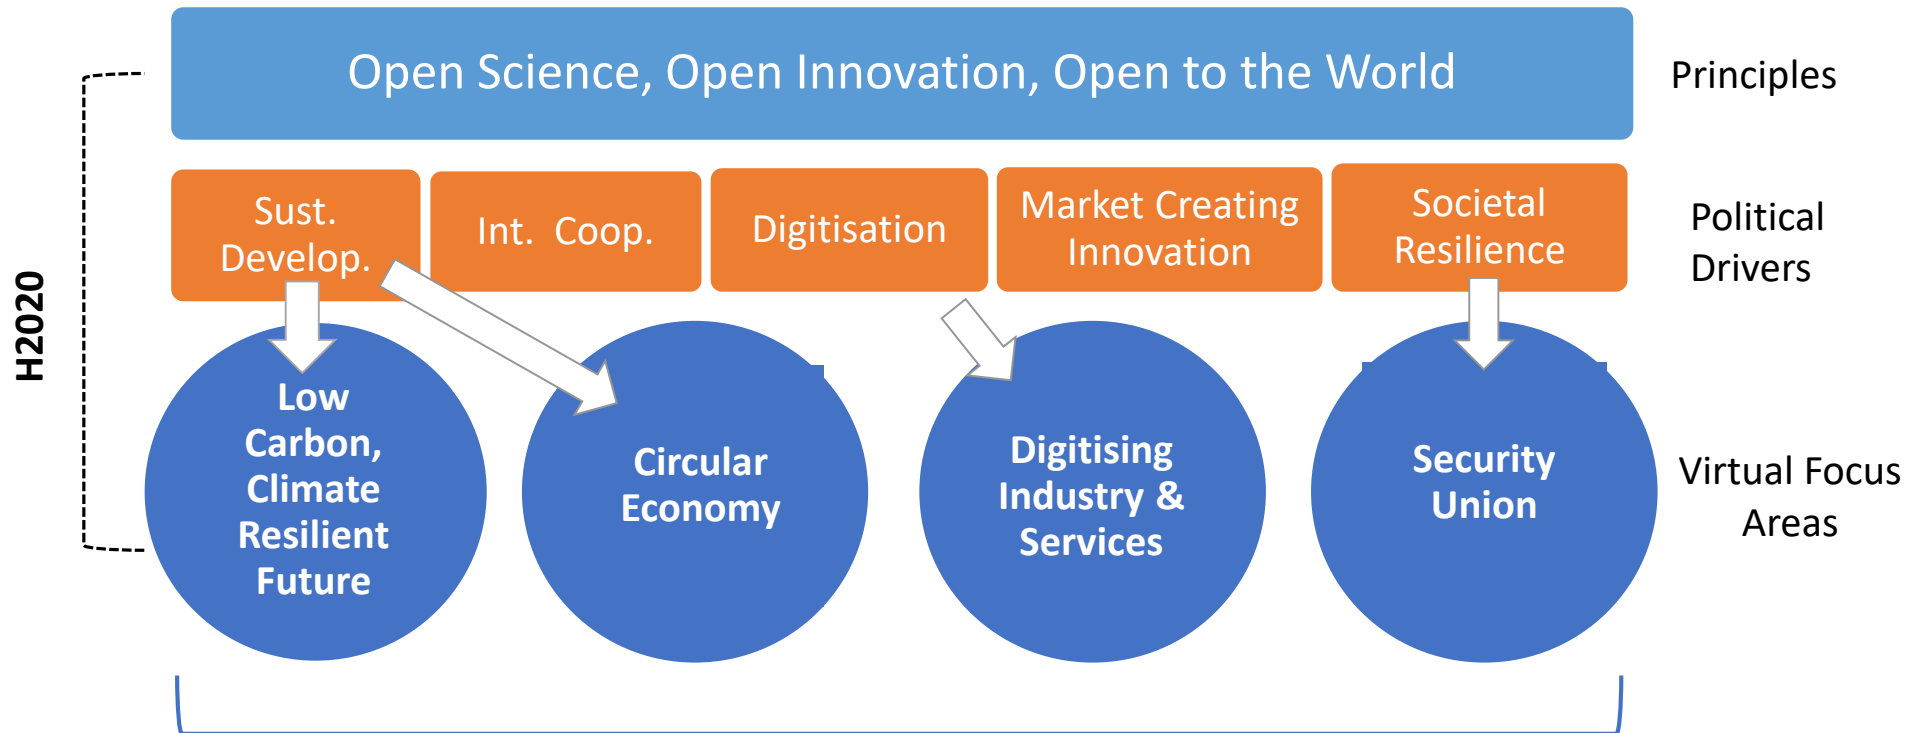 Open Science, Open Innovation, Open to the World
Principles
Sust.
Develop.
Int. Coop.
Digitisation
Market Creating
Innovation
Societal
Resilience
Political
Drivers
H2020
Low
Carbon,
Climate
Resilient
Future
Circular
Economy
Digitising
Industry &
Services
Security
Union
Virtual Focus
Areas